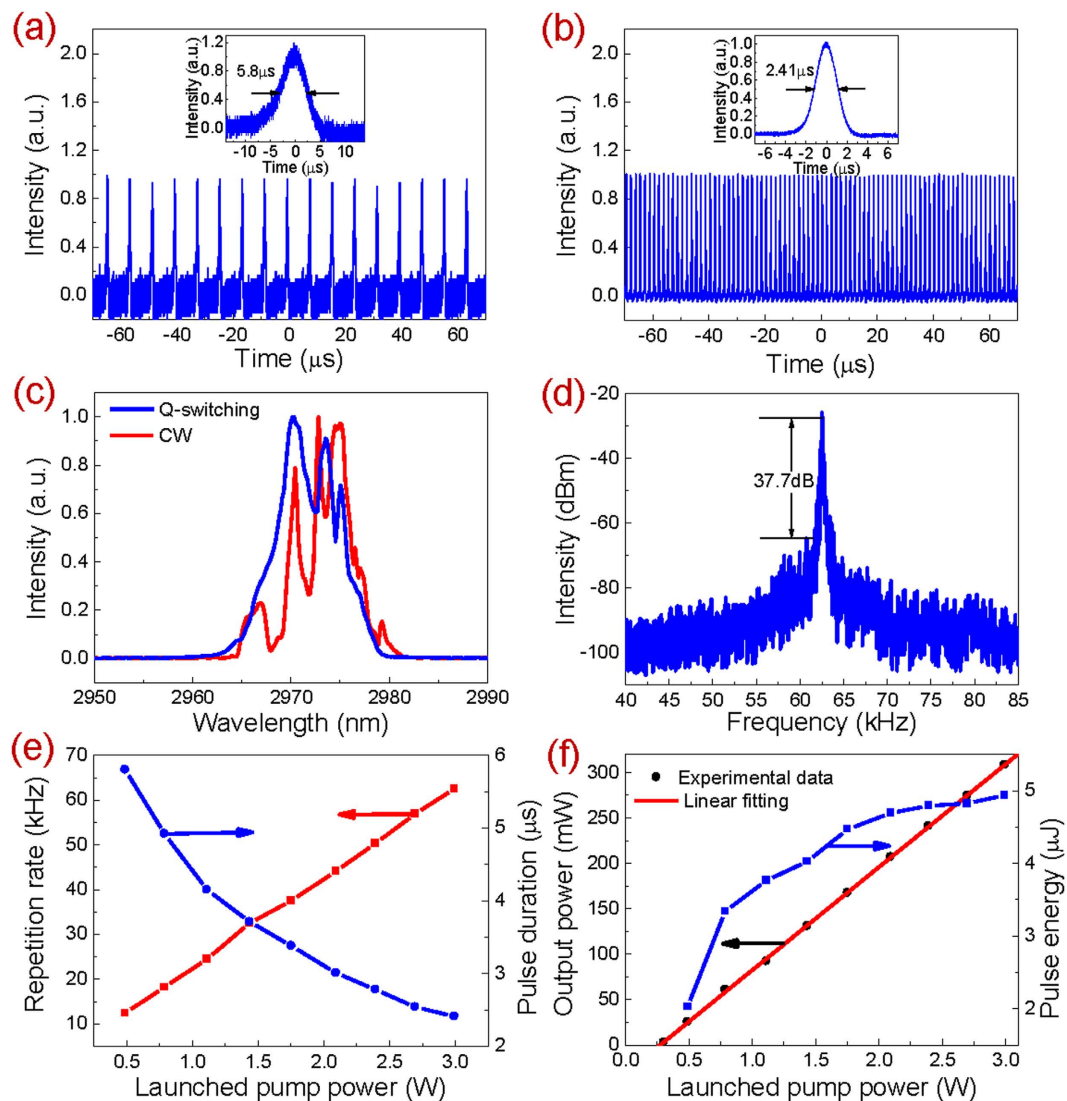 (a)
2.0
1.6
1.2
0.8
0.4
0.0
Intensity (a.u.)
-60 -40 -20 0 20 40 60
Time (μs)
1.2
0.8
0.4
0.0
Intensity (a.u.)
5.8μs
-10 -5 0 5 10
Time (μs)
(b)
2.0
1.6
1.2
0.8
0.4
0.0
Intensity (a.u.)
-60 -40 -20 0 20 40 60
Time (μs)
1.0
0.8
0.6
0.4
0.2
0.0
Intensity (a.u.)
2.41μs
-6 -4 -2 0 2 4 6
Time (μs)
(c)
1.0
0.8
0.6
0.4
0.2
0.0
Intensity (a.u.)
Q-switching
CW
2950 2960 2970 2980 2990
Wavelength (nm)
(d)
-20
-40
-60
-80
-100
Intensity (dBm)
37.7dB
40 45 50 55 60 65 70 75 80 85
Frequency (kHz)
(e)
70
60
50
40
30
20
10
Repetition rate (kHz)
6
5
4
3
2
Pulse duration (μs)
0.5 1.0 1.5 2.0 2.5 3.0
Launched pump power (W)
(f)
300
250
200
150
100
50
0
Output power (mW)
Experimental data
Linear fitting
5
4
3
2
Pulse energy (μJ)
0.0 0.5 1.0 1.5 2.0 2.5 3.0
Launched pump power (W)